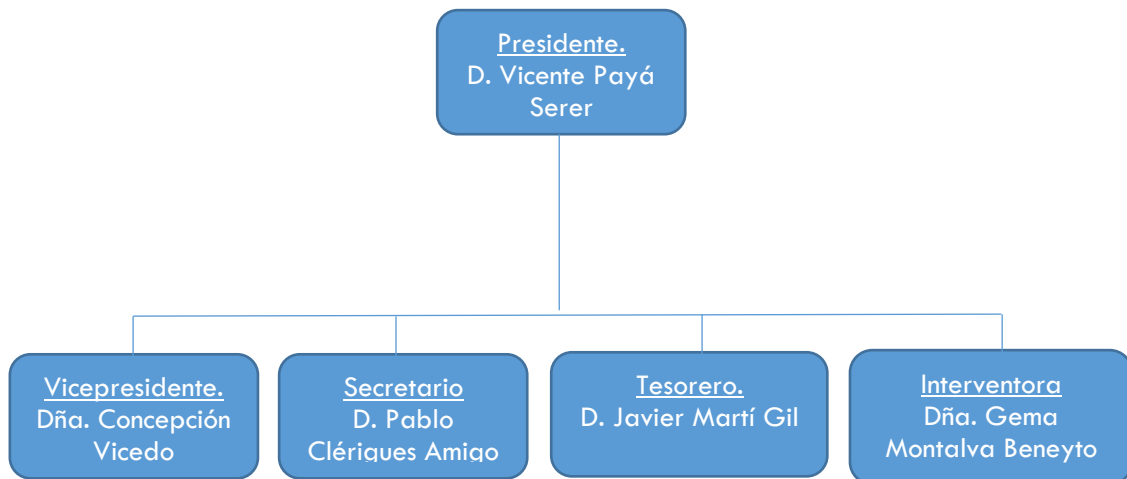 Presidente.
D. Vicente Payá
Serer
Vicepresidente.
Dña. Concepción
Vicedo
Secretario
D. Pablo
Clérigues Amigo
Tesorero.
D. Javier Martí Gil
Interventora
Dña. Gema
Montalva Beneyto